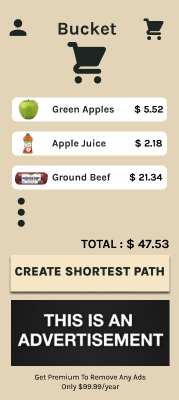 Bucket
Green Apples $ 5.52
Apple Juice $ 2.18
Ground Beef $ 21.34
TOTAL : $ 47.53
CREATE SHORTEST PATH
THIS IS AN
ADVERTISEMENT
Get Premium To Remove Any Ads
Only $99.99/year